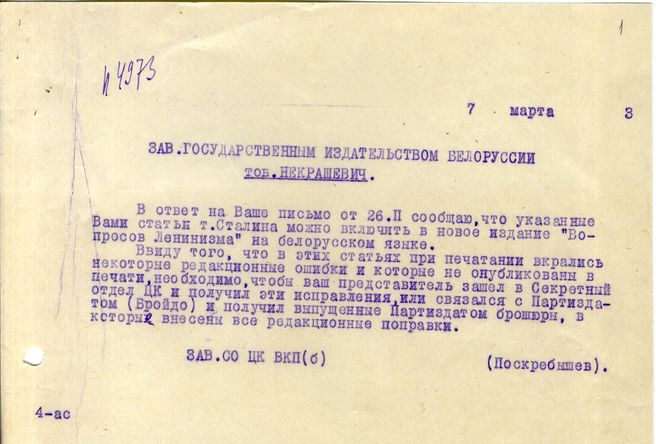 1
п4973
7 марта 3
ЗАВ.ГОСУДАРСТВЕННЫМ ИЗДАТЕЛЬСТВОМ БЕЛОРУССИИ
тов.НЕКРАШЕВИЧ.
В ответ на Ваше письмо от 26.П сообщаю,что указанные
Вами статьи т.Сталина можно включить в новое издание "Во-
просов Ленинизма" на белорусском языке.
Ввиду того, что в этих статьях при печатании вкрались
некоторые редакционные ошибки и которые не опубликованы в
печати,необходимо,чтобы ваш представитель зашел в Секретный
отдел ЦК и получил эти исправления,или связался с Партизда-
том (Бройдо) и получил выпущенные Партиздатом брошюры, в
которые внесены все редакционные поправки.
ЗАВ.СО ЦК ВКП(б) (Поскребышев).
4-ас